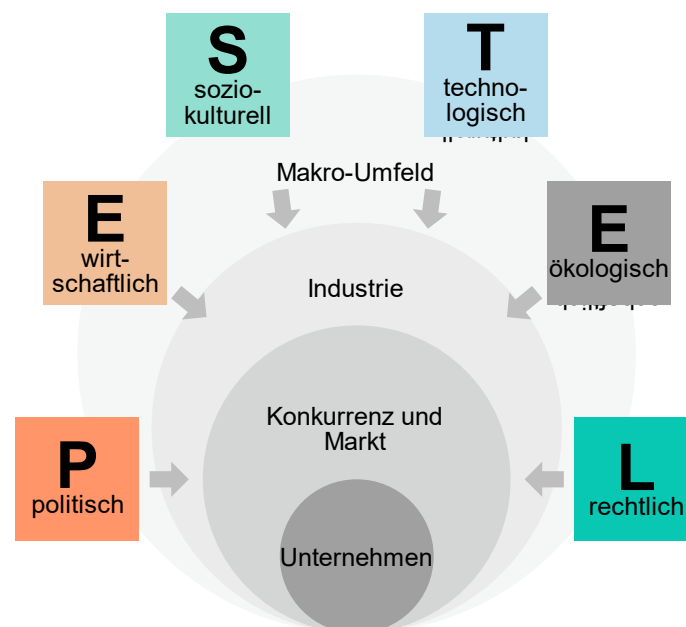 S
sozio-
kulturell
T
techno-
logisch
Makro-Umfeld
E
wirt-
schaftlich
E
ökologisch
Industrie
Konkurrenz und
Markt
P
politisch
L
rechtlich
Unternehmen